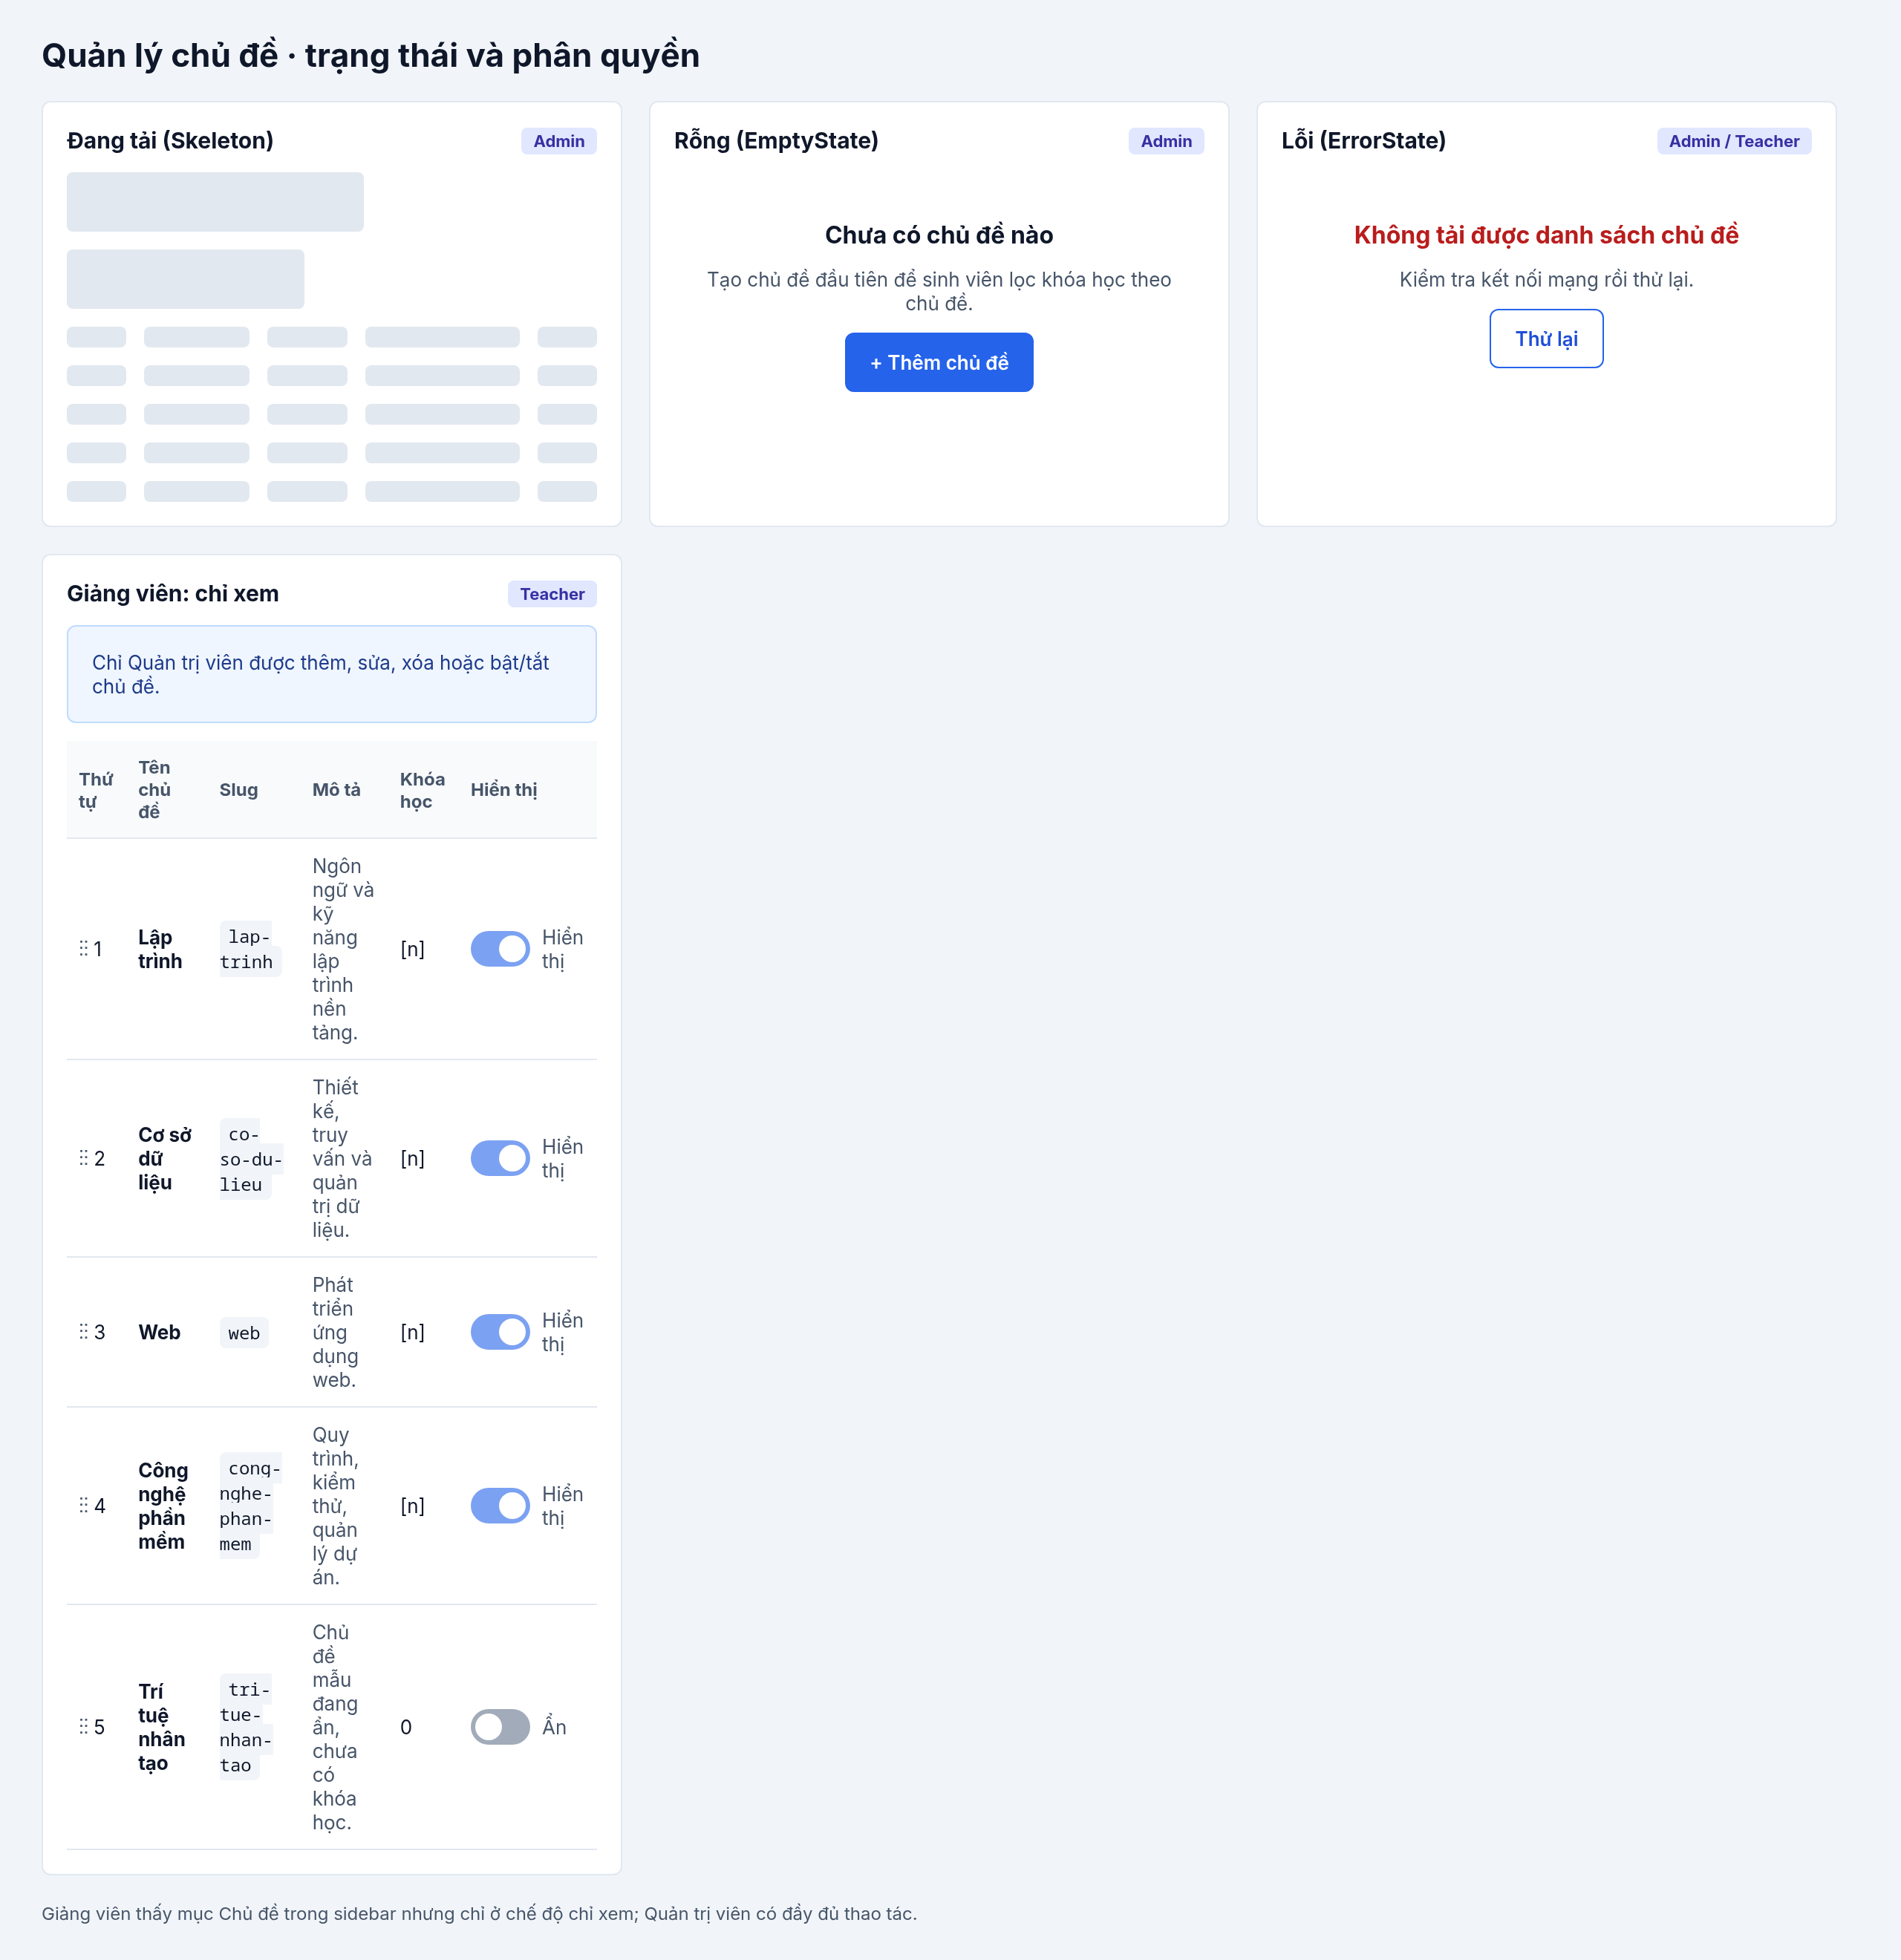 Quản lý chủ đề · trạng thái và phân quyền
Đang tải (Skeleton)
Admin
Rỗng (EmptyState)
Admin
Chưa có chủ đề nào
Tạo chủ đề đầu tiên để sinh viên lọc khóa học theo
chủ đề.
+ Thêm chủ đề
Lỗi (ErrorState)
Admin / Teacher
Không tải được danh sách chủ đề
Kiểm tra kết nối mạng rồi thử lại.
Thử lại
Giảng viên: chỉ xem
Teacher
Chỉ Quản trị viên được thêm, sửa, xóa hoặc bật/tắt
chủ đề.
Thứ
tự
Tên
chủ
đề
Slug
Mô tả
Khóa
học
Hiển thị
1
Lập
trình
lap-
trinh
Ngôn
ngữ và
kỹ
năng
lập
trình
nền
tảng.
[n]
Hiển
thị
2
Cơ sở
dữ
liệu
co-
so-du-
lieu
Thiết
kế,
truy
vấn và
quản
trị dữ
liệu.
[n]
Hiển
thị
3
Web
web
Phát
triển
ứng
dụng
web.
[n]
Hiển
thị
4
Công
nghệ
phần
mềm
cong-
nghe-
phan-
mem
Quy
trình,
kiểm
thử,
quản
lý dự
án.
[n]
Hiển
thị
5
Trí
tuệ
nhân
tạo
tri-
tue-
nhan-
tao
Chủ
đề
mẫu
đang
ẩn,
chưa
có
khóa
học.
0
Ẩn
Giảng viên thấy mục Chủ đề trong sidebar nhưng chỉ ở chế độ chỉ xem; Quản trị viên có đầy đủ thao tác.